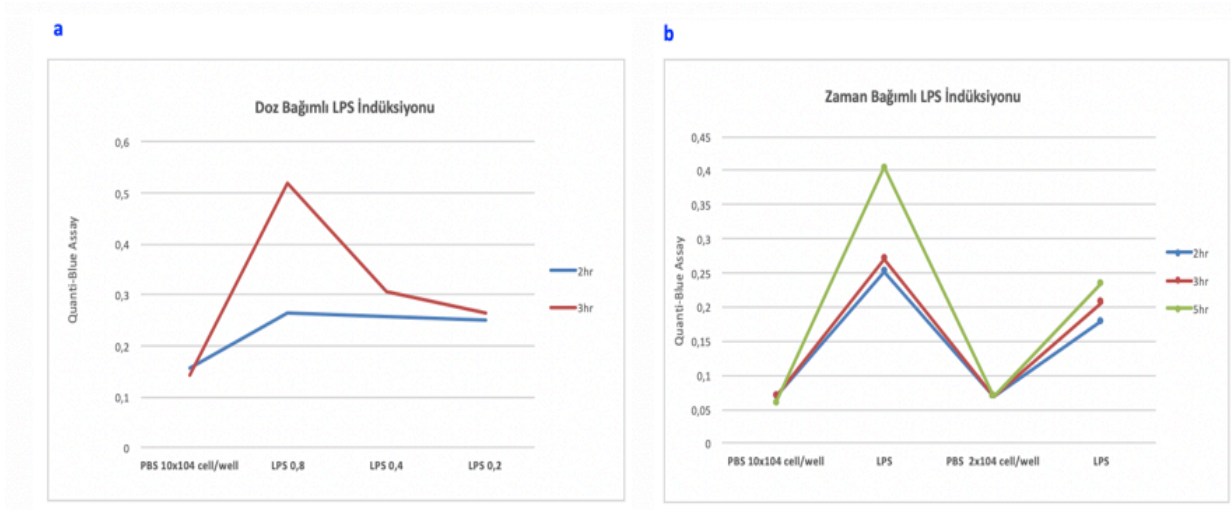 a
Doz Bağımlı LPS İndüksiyonu
0,6
0,5
0,4
0,3
0,2
0,1
0
Quanti-Blue Assay
PBS 10x104 cell/well LPS 0,8 LPS 0,4 LPS 0,2
2hr
3hr
b
Zaman Bağımlı LPS İndüksiyonu
0,45
0,4
0,35
0,3
0,25
0,2
0,15
0,1
0,05
0
Quanti-Blue Assay
PBS 10x104 cell/well LPS PBS 2x104 cell/well LPS
2hr
3hr
5hr